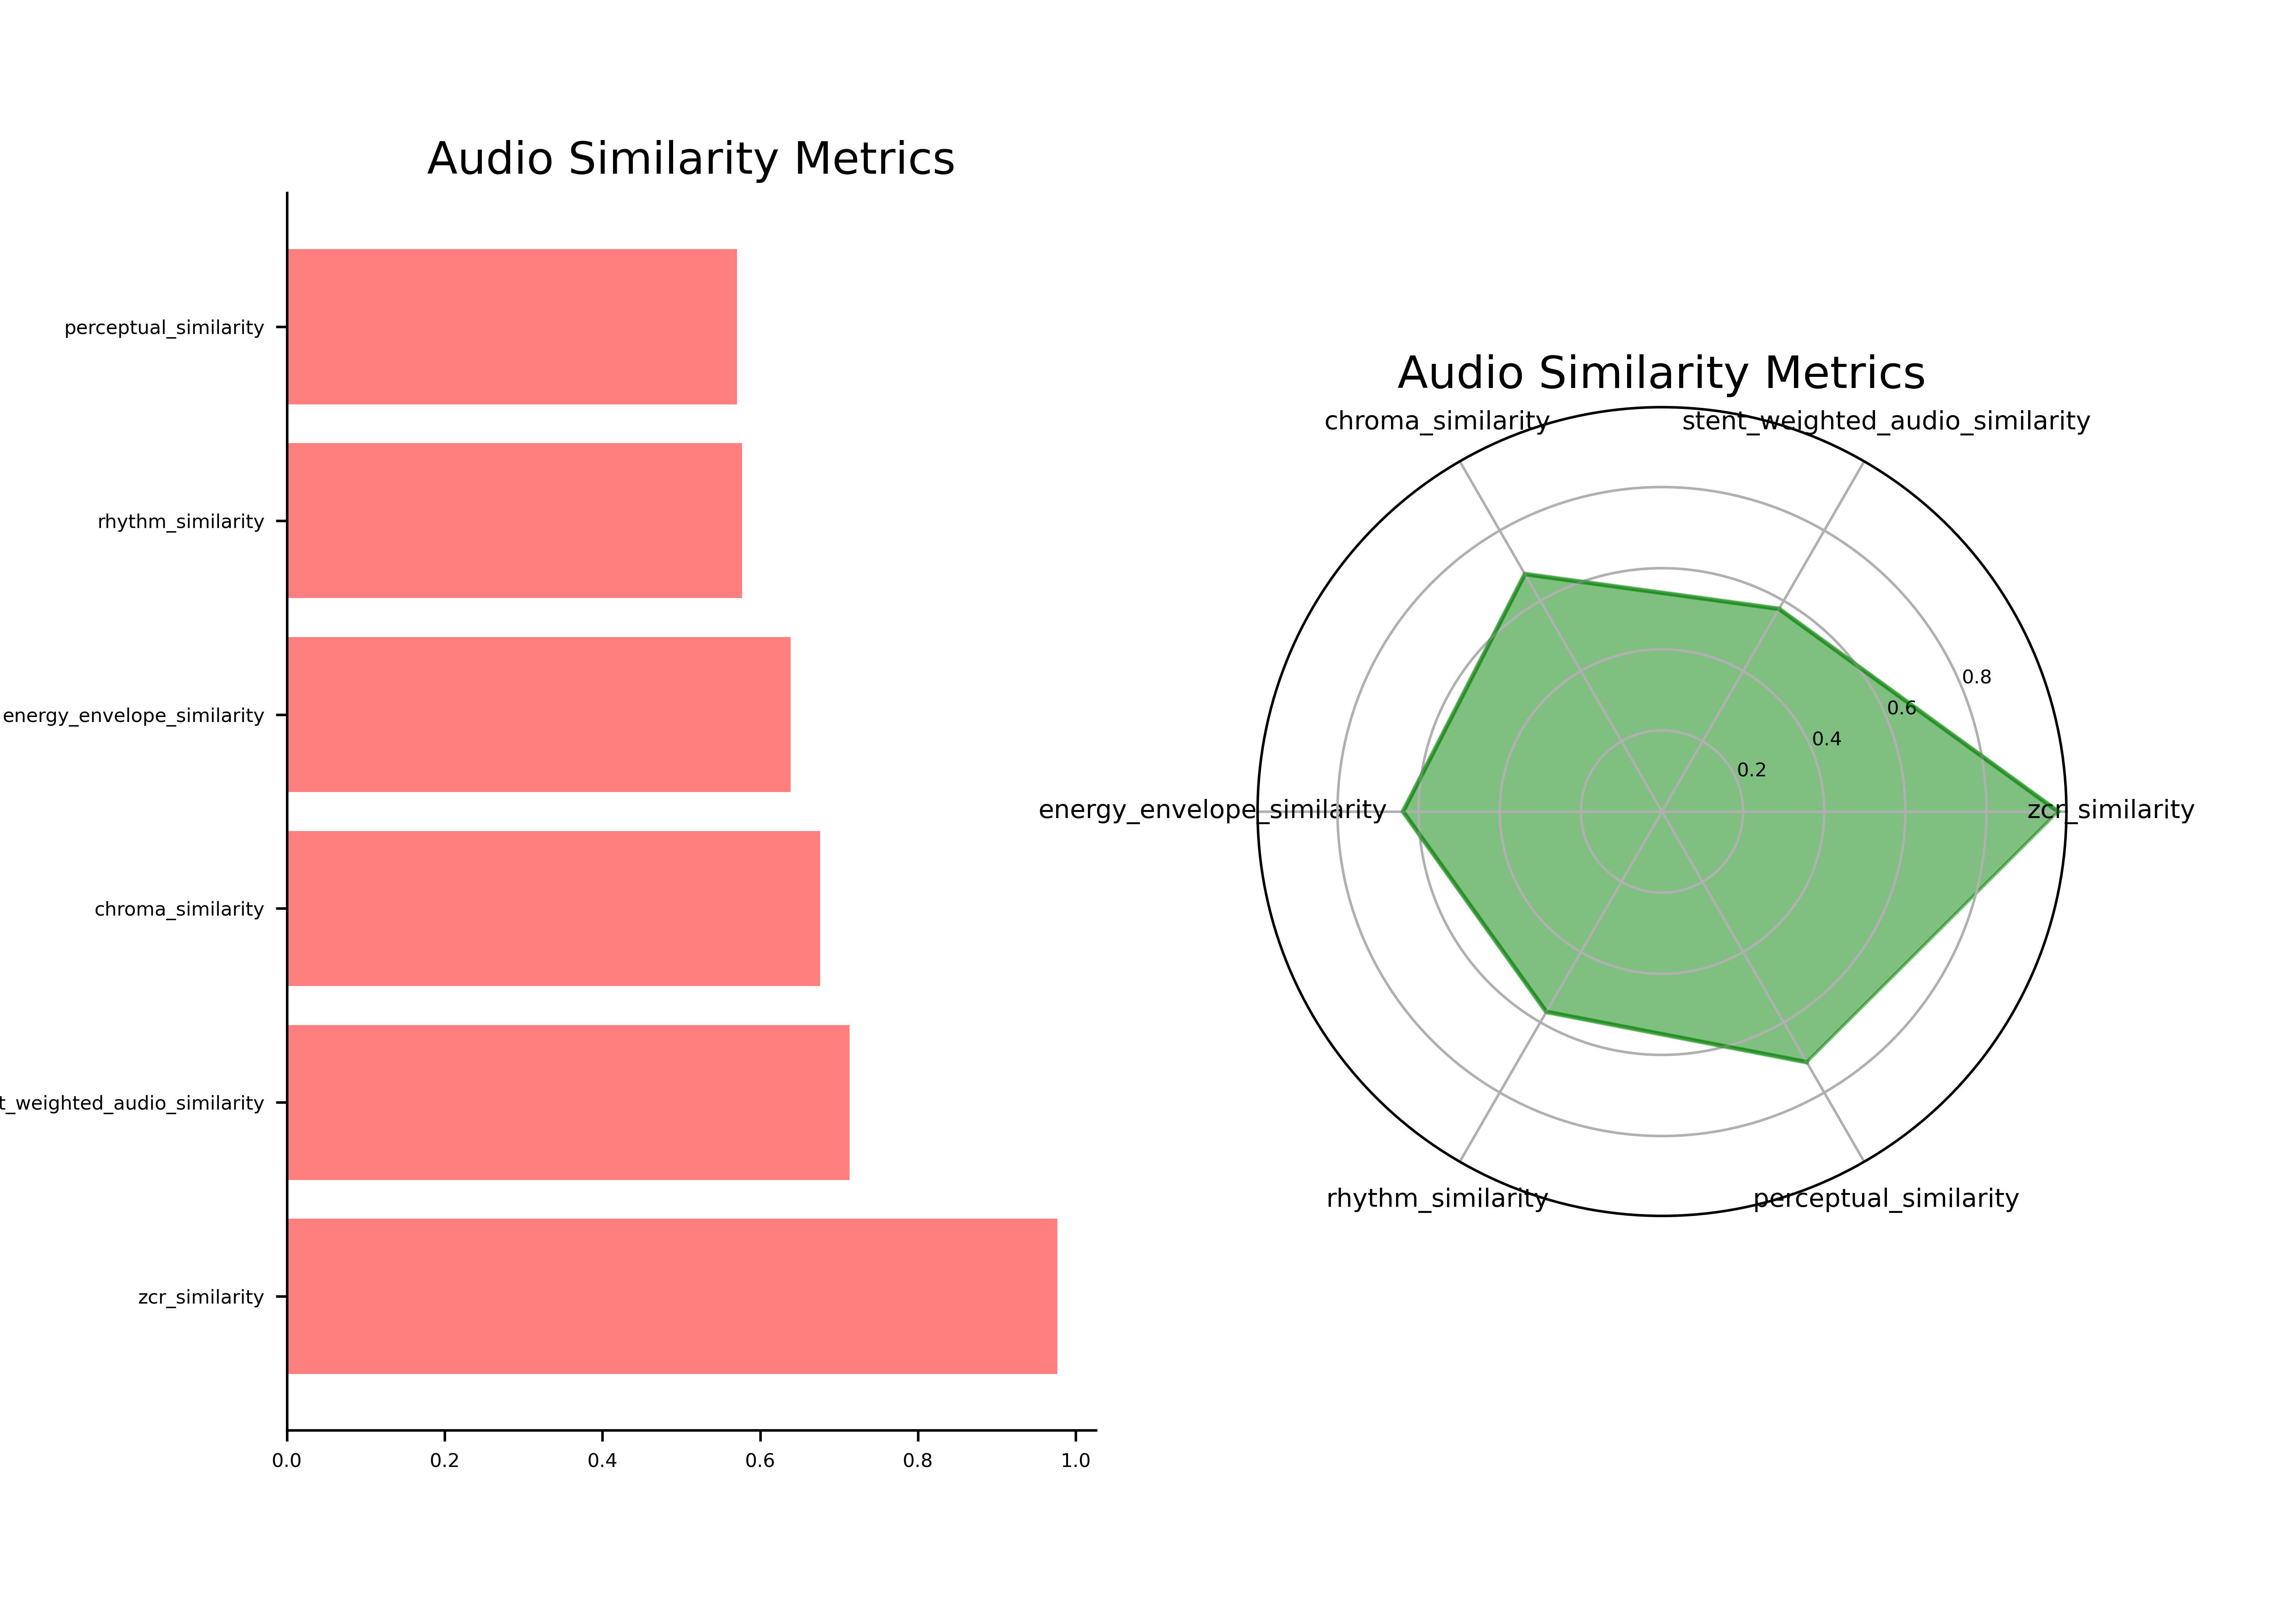 Audio Similarity Metrics
perceptual_similarity
rhythm_similarity
energy_envelope_similarity
chroma_similarity
t_weighted_audio_similarity
zcr_similarity
0.0 0.2 0.4 0.6 0.8 1.0
Audio Similarity Metrics
chroma_similarity stent_weighted_audio_similarity
0.8
0.6
0.4
0.2
energy_envelope_similarity zcr_similarity
rhythm_similarity perceptual_similarity